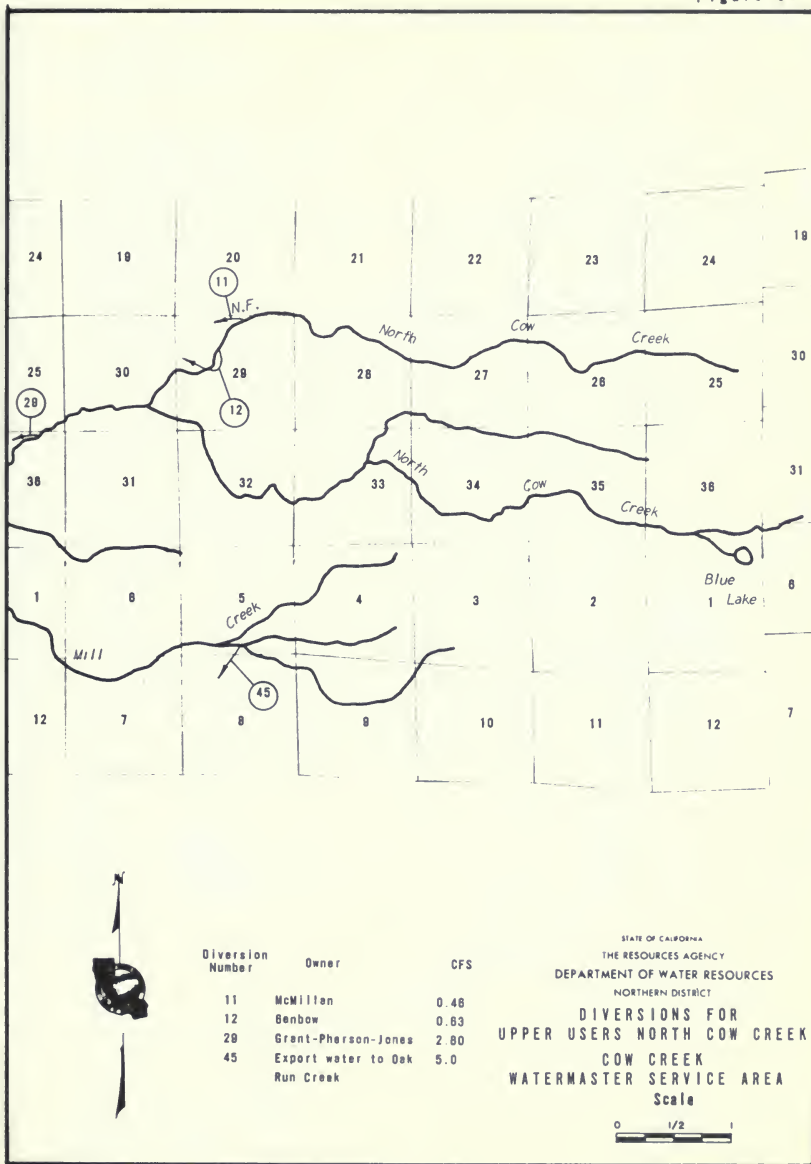 24 19 20 21 22 23 24 19
11
N.F.
North Cow Creek
25 30 29 28 27 26 25 30
29
12
36 31 32 33 34 35 36 31
North Cow Creek
Blue
Lake
1 6 5 4 3 2 1 6
Creek
Mill
45
12 7 8 9 10 11 12 7
N
Diversion
Number Owner CFS
11 McMillan 0.46
12 Benbow 0.63
29 Grant-Pherson-Jones 2.80
45 Export water to Oak 5.0
Run Creek
STATE OF CALIFORNIA
THE RESOURCES AGENCY
DEPARTMENT OF WATER RESOURCES
NORTHERN DISTRICT
DIVERSIONS FOR
UPPER USERS NORTH COW CREEK
COW CREEK
WATERMASTER SERVICE AREA
Scale
0 1/2 1